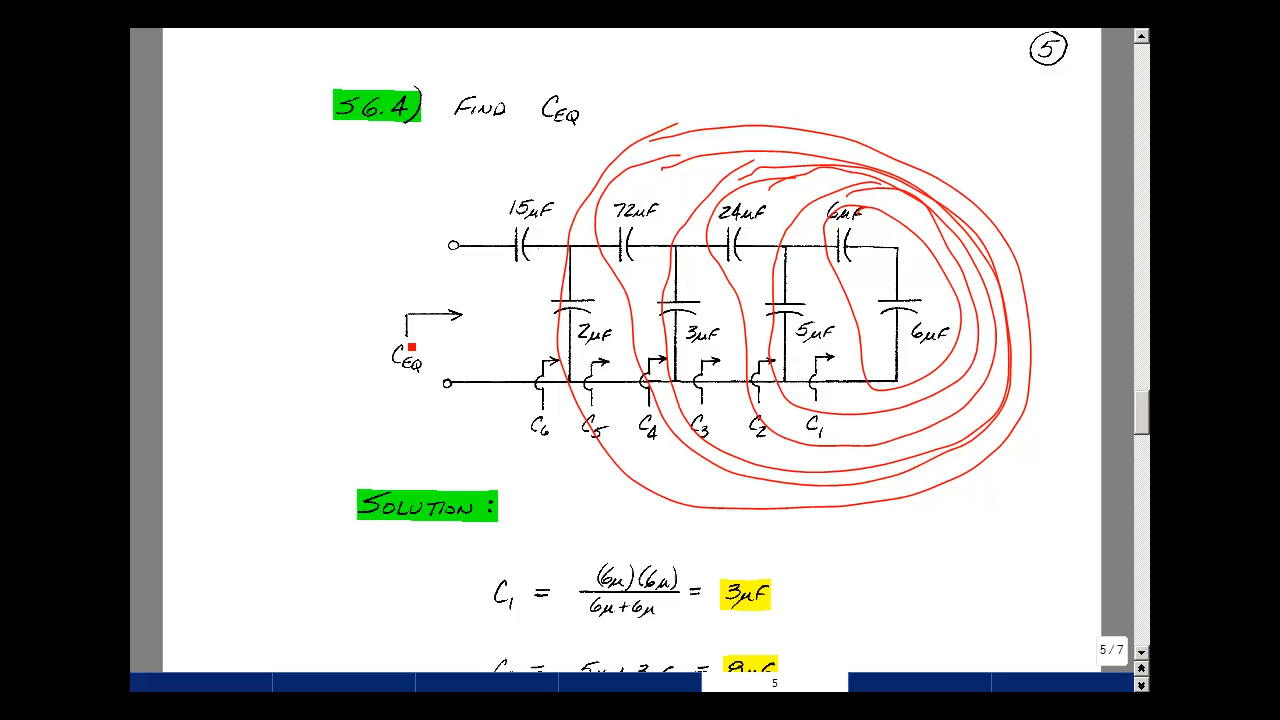 5
S6.4) FIND CEQ
15µF 72µF 24µF 6µF
2µF 3µF 5µF 6µF
CEQ
C6 C5 C4 C3 C2 C1
SOLUTION:
C1 = (6µ)(6µ) / 6µ+6µ = 3µF
5/7
5